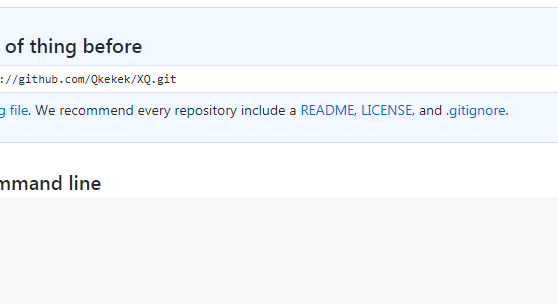 of thing before
://github.com/Qkekek/XQ.git
g file. We recommend every repository include a README, LICENSE, and .gitignore.
mmand line